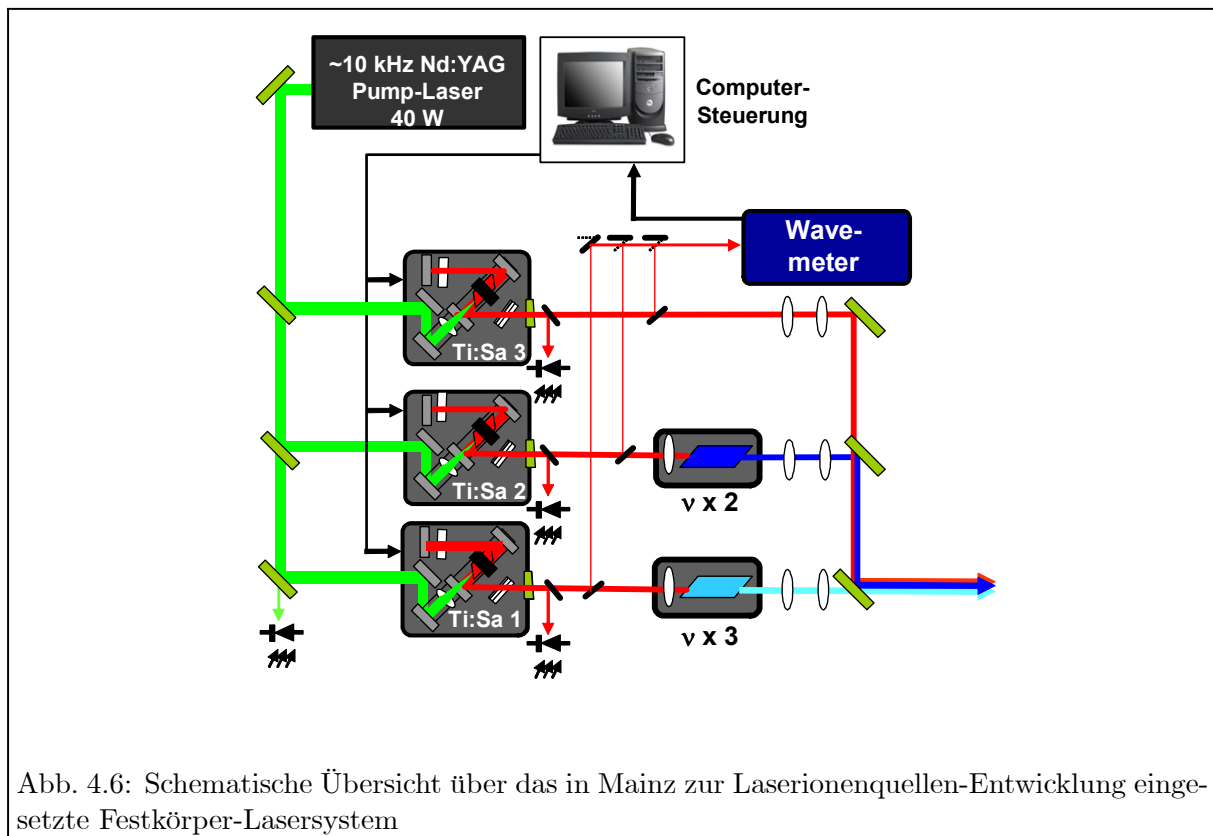 ~10 kHz Nd:YAG
Pump-Laser
40 W
Computer-
Steuerung
Wave-
meter
Ti:Sa 3
Ti:Sa 2
ν x 2
Ti:Sa 1
ν x 3
Abb. 4.6: Schematische Übersicht über das in Mainz zur Laserionenquellen-Entwicklung einge-
setzte Festkörper-Lasersystem